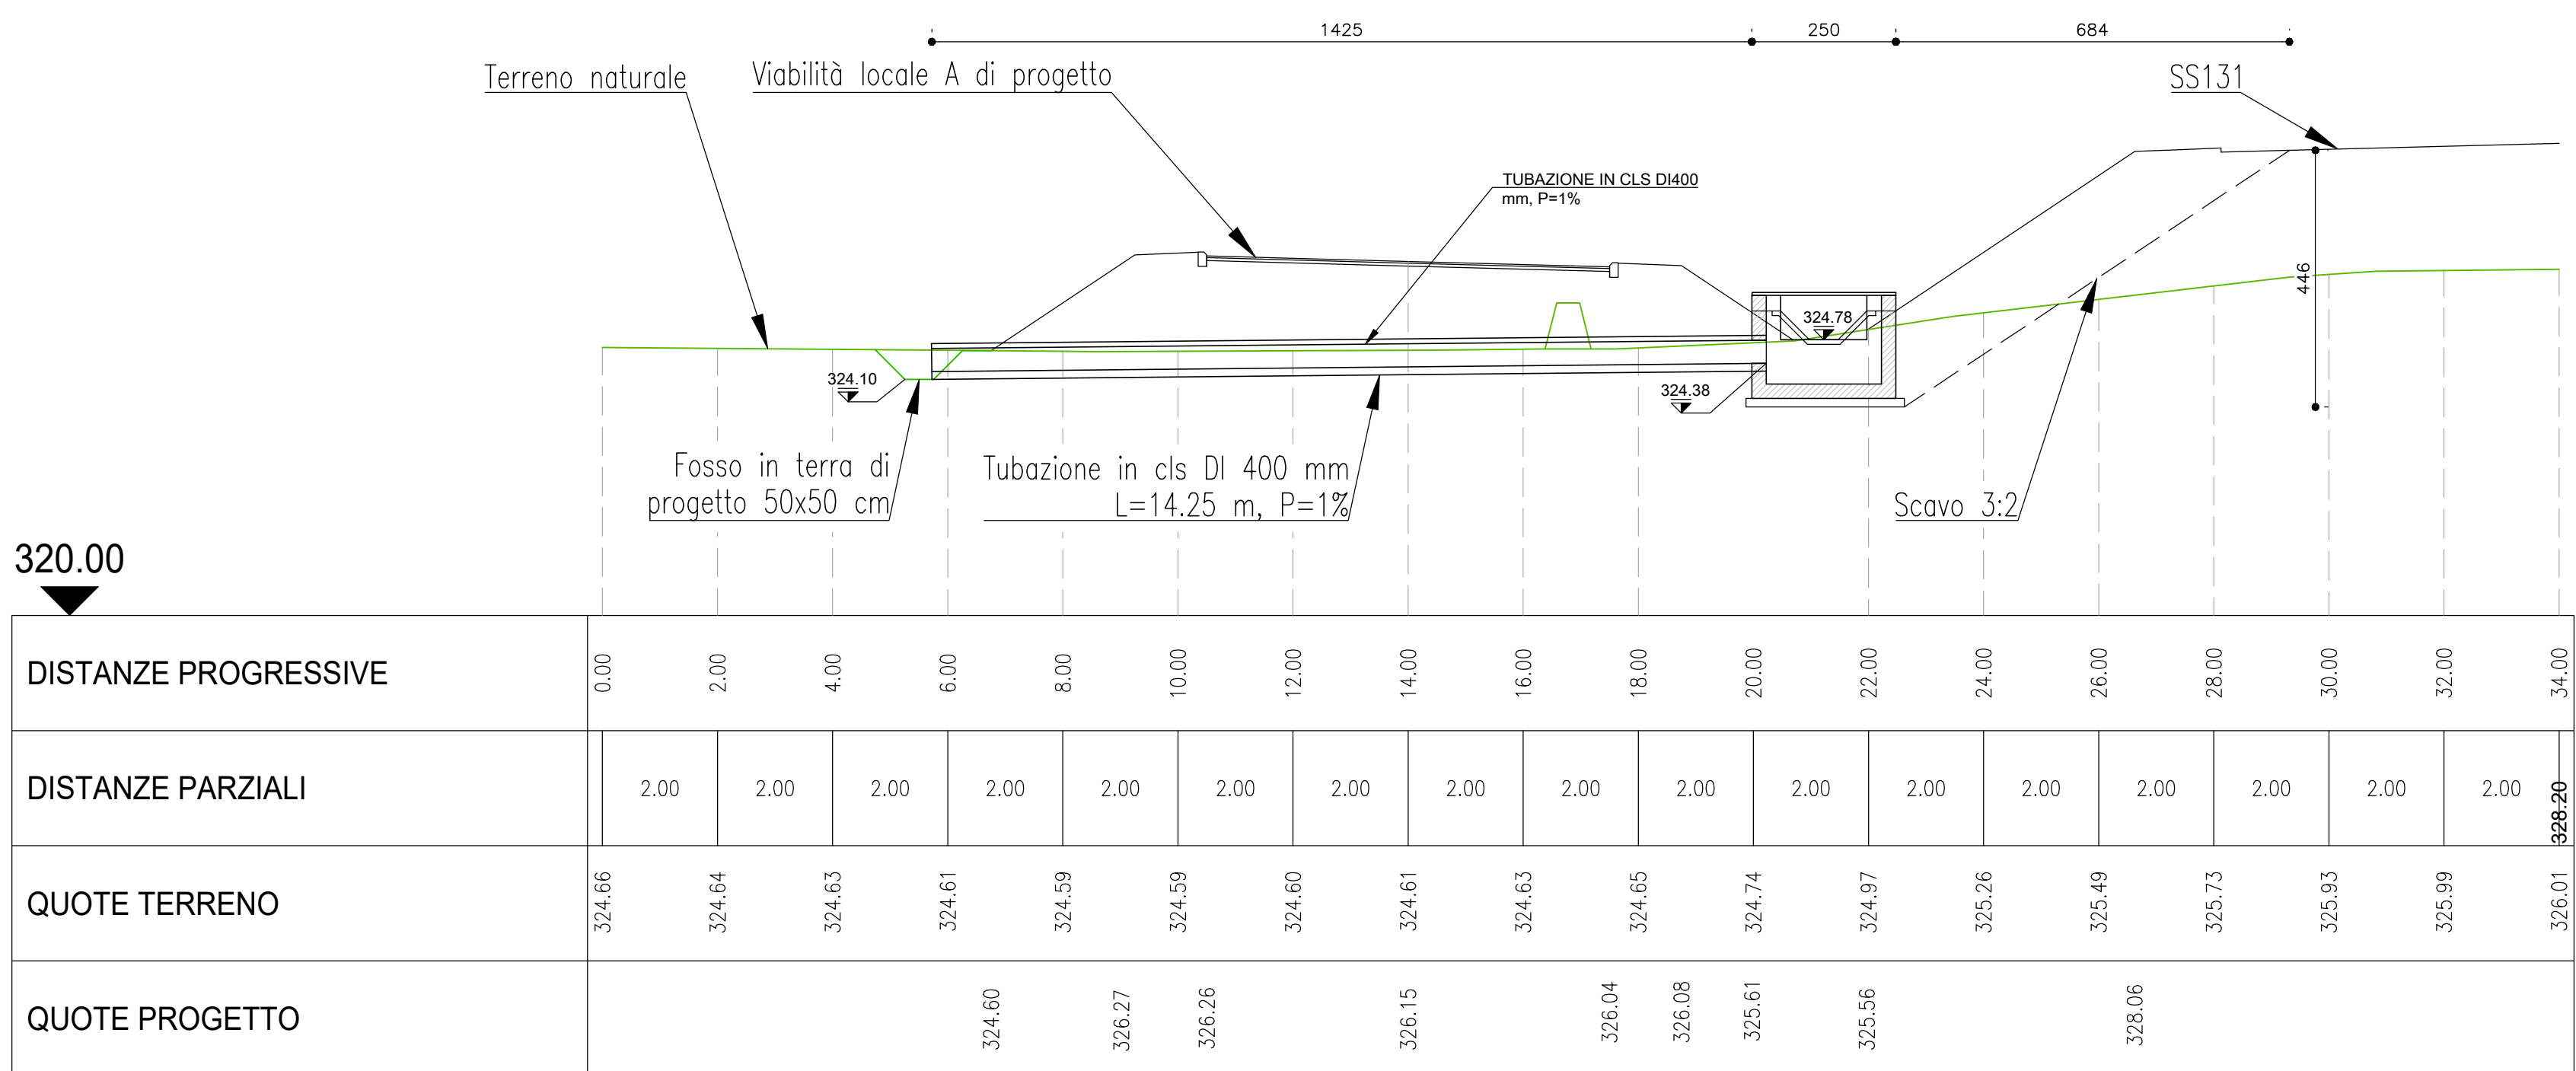 1425 250 684
Terreno naturale
Viabilità locale A di progetto
SS131
TUBAZIONE IN CLS DI400
mm, P=1%
446
324.78
324.10
324.38
Fosso in terra di
progetto 50x50 cm
Tubazione in cls DI 400 mm
L=14.25 m, P=1%
Scavo 3:2
320.00
DISTANZE PROGRESSIVE 0.00 2.00 4.00 6.00 8.00 10.00 12.00 14.00 16.00 18.00 20.00 22.00 24.00 26.00 28.00 30.00 32.00 34.00
DISTANZE PARZIALI 2.00 2.00 2.00 2.00 2.00 2.00 2.00 2.00 2.00 2.00 2.00 2.00 2.00 2.00 2.00 2.00 2.00 328.20
QUOTE TERRENO 324.66 324.64 324.63 324.61 324.59 324.59 324.60 324.61 324.63 324.65 324.74 324.97 325.26 325.49 325.73 325.93 325.99 326.01
QUOTE PROGETTO 324.60 326.27 326.26 326.15 326.04 326.08 325.61 325.56 328.06